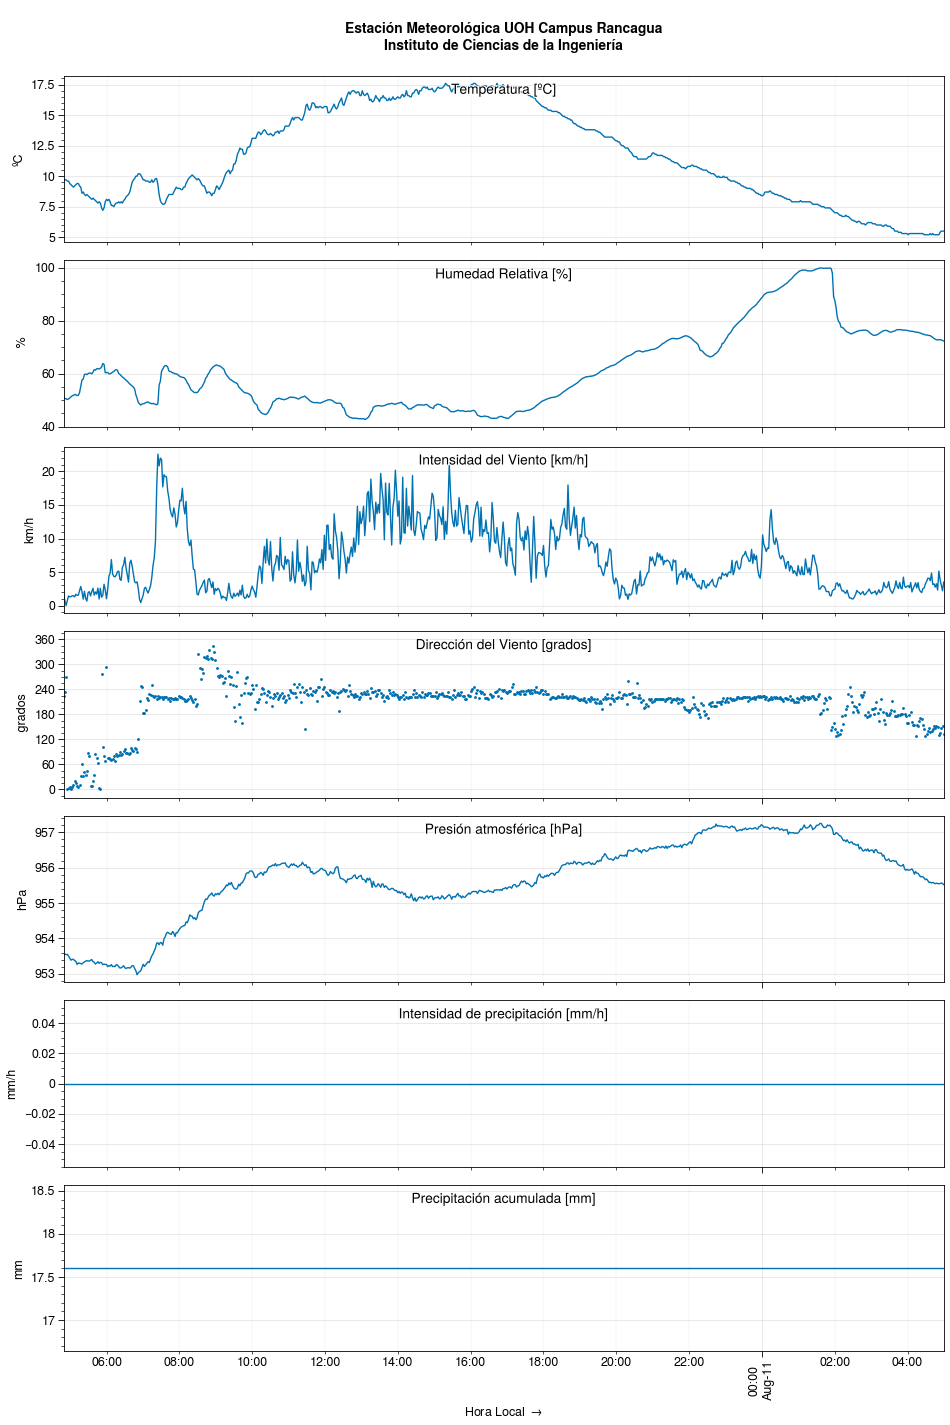 Estación Meteorológica UOH Campus Rancagua
Instituto de Ciencias de la Ingeniería
Temperatura [ºC]
17.5
15
12.5
10
7.5
5
ºC
Humedad Relativa [%]
100
80
60
40
%
Intensidad del Viento [km/h]
20
15
10
5
0
km/h
Dirección del Viento [grados]
360
300
240
180
120
60
0
grados
Presión atmosférica [hPa]
957
956
955
954
953
hPa
Intensidad de precipitación [mm/h]
0.04
0.02
0
−0.02
−0.04
mm/h
Precipitación acumulada [mm]
18.5
18
17.5
17
mm
06:00 08:00 10:00 12:00 14:00 16:00 18:00 20:00 22:00 00:00 02:00 04:00
Aug-11
Hora Local →